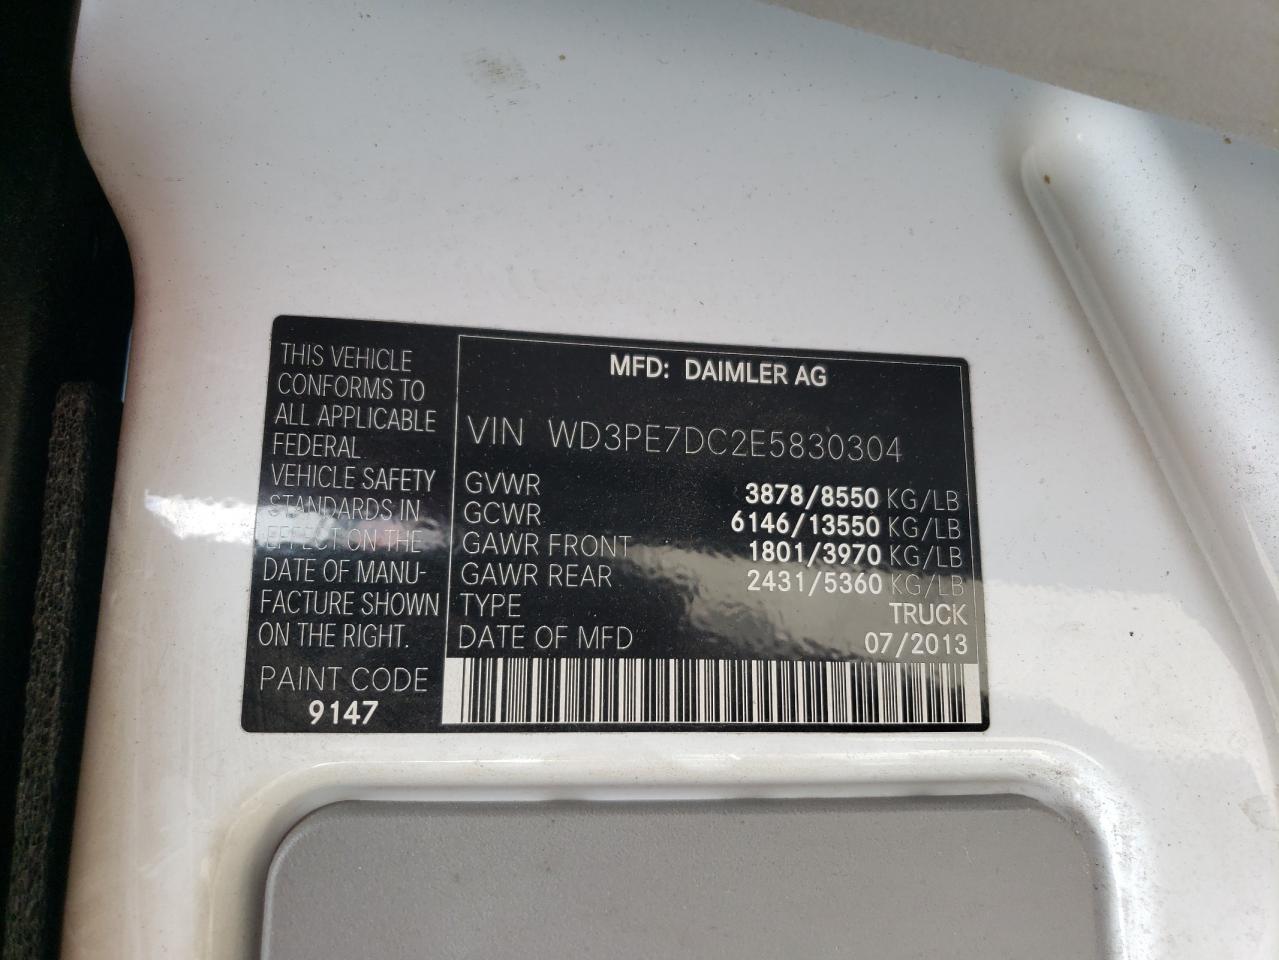 THIS VEHICLE
CONFORMS TO
ALL APPLICABLE
FEDERAL
VEHICLE SAFETY
STANDARDS IN
EFFECT ON THE
DATE OF MANU-
FACTURE SHOWN
ON THE RIGHT.
PAINT CODE
9147
MFD: DAIMLER AG
VIN WD3PE7DC2E5830304
GVWR 3878/8550 KG/LB
GCWR 6146/13550 KG/LB
GAWR FRONT 1801/3970 KG/LB
GAWR REAR 2431/5360 KG/LB
TYPE TRUCK
DATE OF MFD 07/2013